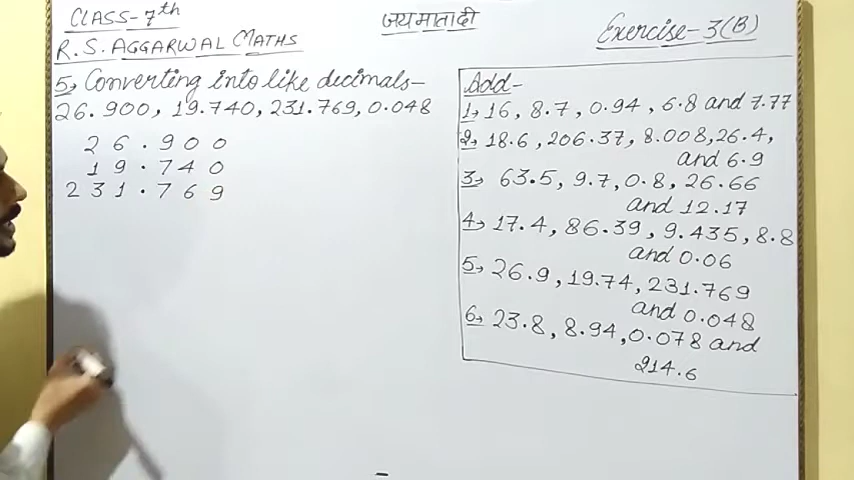 CLASS-7th
जय माता दी
Exercise-3(B)
R.S. AGGARWAL MATHS
5→ Converting into like decimals-
26.900, 19.740, 231.769, 0.048
26.900
19.740
231.769
Add-
1→ 16, 8.7, 0.94, 6.8 and 7.77
2→ 18.6, 206.37, 8.008, 26.4,
and 6.9
3→ 63.5, 9.7, 0.8, 26.66
and 12.17
4→ 17.4, 86.39, 9.435, 8.8
and 0.06
5→ 26.9, 19.74, 231.769
and 0.048
6→ 23.8, 8.94, 0.078 and
214.6